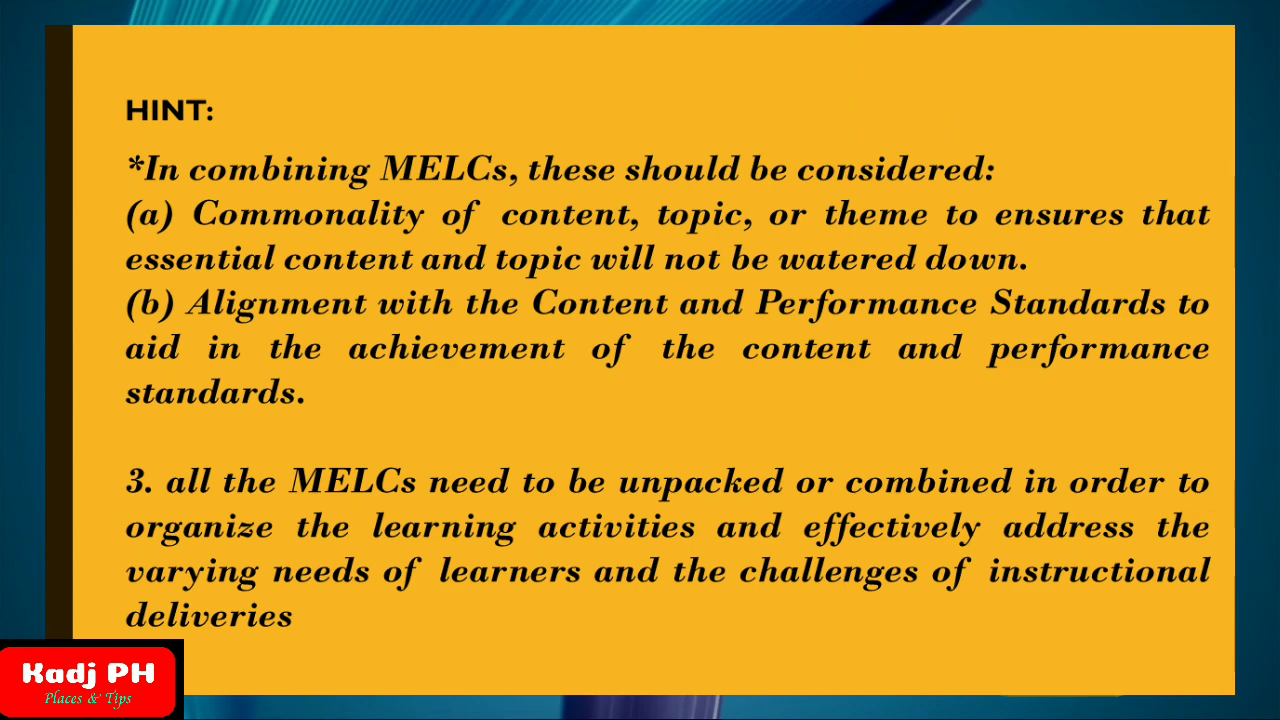 HINT:
*In combining MELCs, these should be considered:
(a) Commonality of content, topic, or theme to ensures that
essential content and topic will not be watered down.
(b) Alignment with the Content and Performance Standards to
aid in the achievement of the content and performance
standards.
3. all the MELCs need to be unpacked or combined in order to
organize the learning activities and effectively address the
varying needs of learners and the challenges of instructional
deliveries
Kadj PH
Places & Tips